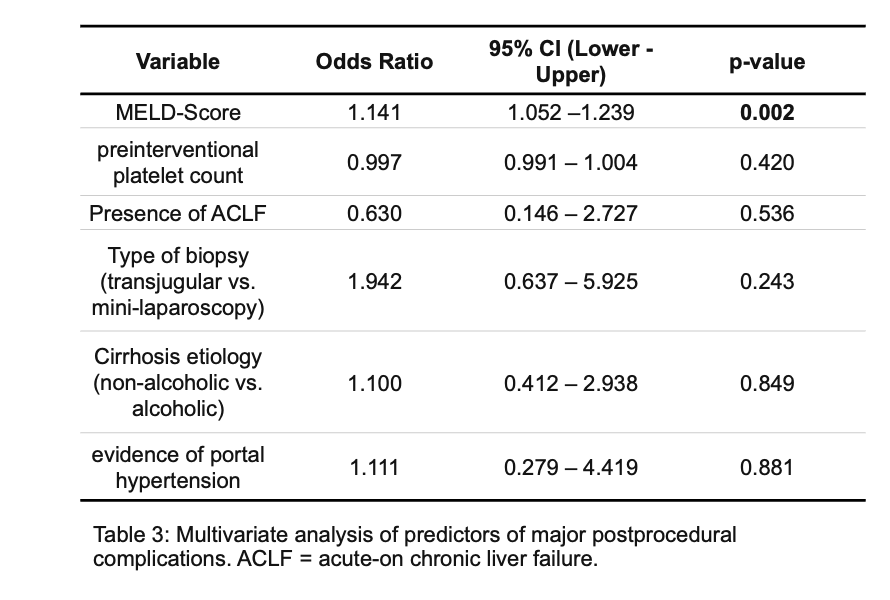 Variable Odds Ratio 95% CI (Lower -
Upper) p-value
MELD-Score 1.141 1.052 –1.239 0.002
preinterventional
platelet count 0.997 0.991 – 1.004 0.420
Presence of ACLF 0.630 0.146 – 2.727 0.536
Type of biopsy
(transjugular vs. 1.942 0.637 – 5.925 0.243
mini-laparoscopy)
Cirrhosis etiology
(non-alcoholic vs. 1.100 0.412 – 2.938 0.849
alcoholic)
evidence of portal
hypertension 1.111 0.279 – 4.419 0.881
Table 3: Multivariate analysis of predictors of major postprocedural
complications. ACLF = acute-on chronic liver failure.